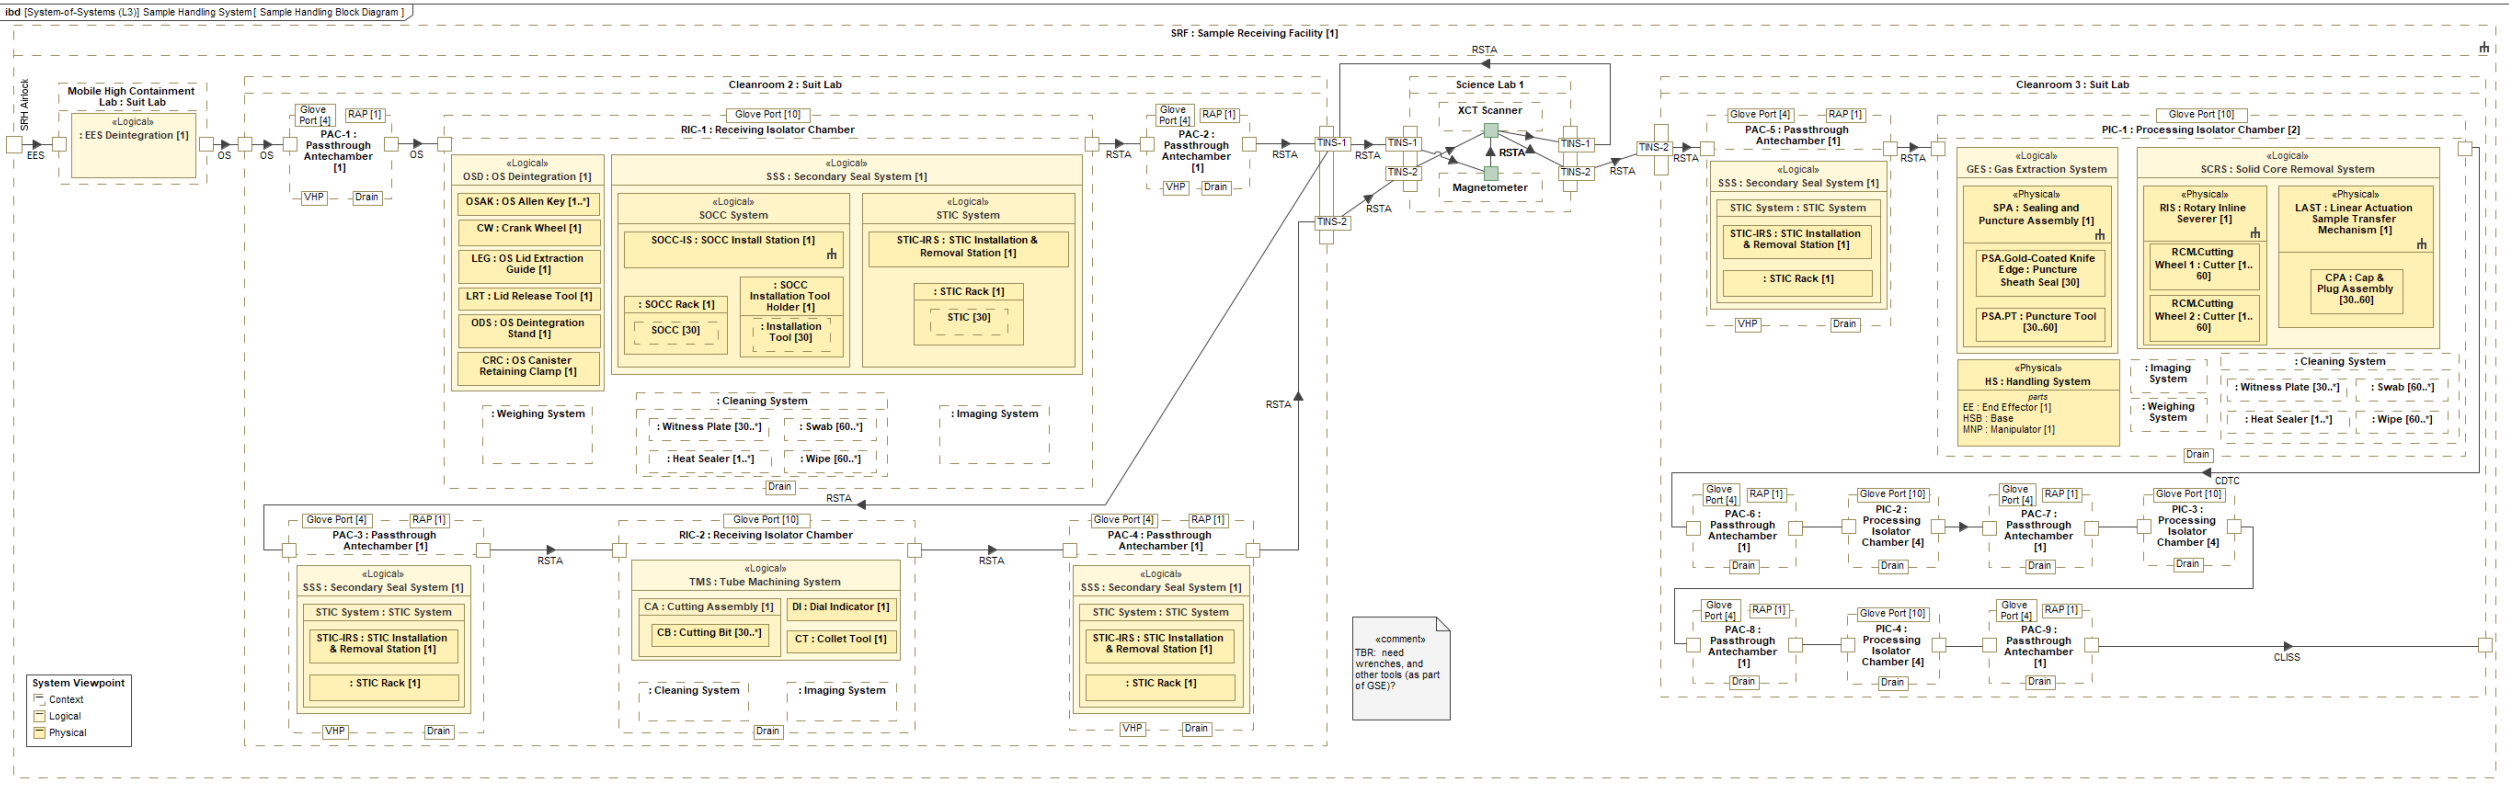 ibd [System-of-Systems (L3)] Sample Handling System[ Sample Handling Block Diagram ]
SRF : Sample Receiving Facility [1]
SRH Airlock
EES
Mobile High Containment
Lab : Suit Lab
«Logical»
: EES Deintegration [1]
OS
Cleanroom 2 : Suit Lab
OS
Glove
Port [4]
RAP [1]
PAC-1 :
Passthrough
Antechamber
[1]
VHP
Drain
OS
Glove Port [10]
RIC-1 : Receiving Isolator Chamber
«Logical»
OSD : OS Deintegration [1]
OSAK : OS Allen Key [1..*]
CW : Crank Wheel [1]
LEG : OS Lid Extraction
Guide [1]
LRT : Lid Release Tool [1]
ODS : OS Deintegration
Stand [1]
CRC : OS Canister
Retaining Clamp [1]
«Logical»
SSS : Secondary Seal System [1]
«Logical»
SOCC System
SOCC-IS : SOCC Install Station [1]
: SOCC Rack [1]
SOCC [30]
: SOCC
Installation Tool
Holder [1]
: Installation
Tool [30]
«Logical»
STIC System
STIC-IRS : STIC Installation &
Removal Station [1]
: STIC Rack [1]
STIC [30]
: Weighing System
: Cleaning System
: Witness Plate [30..*]
: Swab [60..*]
: Heat Sealer [1..*]
: Wipe [60..*]
: Imaging System
Drain
RSTA
Glove
Port [4]
RAP [1]
PAC-2 :
Passthrough
Antechamber
[1]
VHP
Drain
RSTA
TINS-1
TINS-2
RSTA
RSTA
RSTA
RSTA
RSTA
Glove Port [4]
RAP [1]
PAC-3 : Passthrough
Antechamber [1]
«Logical»
SSS : Secondary Seal System [1]
STIC System : STIC System
STIC-IRS : STIC Installation
& Removal Station [1]
: STIC Rack [1]
VHP
Drain
RSTA
Glove Port [10]
RIC-2 : Receiving Isolator Chamber
«Logical»
TMS : Tube Machining System
CA : Cutting Assembly [1]
CB : Cutting Bit [30..*]
DI : Dial Indicator [1]
CT : Collet Tool [1]
: Cleaning System
: Imaging System
Drain
RSTA
Glove Port [4]
RAP [1]
PAC-4 : Passthrough
Antechamber [1]
«Logical»
SSS : Secondary Seal System [1]
STIC System : STIC System
STIC-IRS : STIC Installation
& Removal Station [1]
: STIC Rack [1]
VHP
Drain
Science Lab 1
XCT Scanner
TINS-1
TINS-2
RSTA
Magnetometer
TINS-1
TINS-2
RSTA
TINS-2
RSTA
Cleanroom 3 : Suit Lab
Glove Port [4]
RAP [1]
PAC-5 : Passthrough
Antechamber [1]
«Logical»
SSS : Secondary Seal System [1]
STIC System : STIC System
STIC-IRS : STIC Installation
& Removal Station [1]
: STIC Rack [1]
VHP
Drain
RSTA
Glove Port [10]
PIC-1 : Processing Isolator Chamber [2]
«Logical»
GES : Gas Extraction System
«Physical»
SPA : Sealing and
Puncture Assembly [1]
PSA.Gold-Coated Knife
Edge : Puncture
Sheath Seal [30]
PSA.PT : Puncture Tool
[30..60]
«Logical»
SCRS : Solid Core Removal System
«Physical»
RIS : Rotary Inline
Severer [1]
RCM.Cutting
Wheel 1 : Cutter [1..
60]
RCM.Cutting
Wheel 2 : Cutter [1..
60]
«Physical»
LAST : Linear Actuation
Sample Transfer
Mechanism [1]
CPA : Cap &
Plug Assembly
[30..60]
«Physical»
HS : Handling System
parts
EE : End Effector [1]
HSB : Base
MNP : Manipulator [1]
: Imaging
System
: Weighing
System
: Cleaning System
: Witness Plate [30..*]
: Swab [60..*]
: Heat Sealer [1..*]
: Wipe [60..*]
Drain
CDTC
Glove
Port [4]
RAP [1]
PAC-6 :
Passthrough
Antechamber
[1]
Drain
Glove Port [10]
PIC-2 :
Processing
Isolator
Chamber [4]
Drain
Glove
Port [4]
RAP [1]
PAC-7 :
Passthrough
Antechamber
[1]
Drain
Glove Port [10]
PIC-3 :
Processing
Isolator
Chamber [4]
Drain
Glove
Port [4]
RAP [1]
PAC-8 :
Passthrough
Antechamber
[1]
Drain
Glove Port [10]
PIC-4 :
Processing
Isolator
Chamber [4]
Drain
Glove
Port [4]
RAP [1]
PAC-9 :
Passthrough
Antechamber
[1]
Drain
CLISS
«comment»
TBR: need
wrenches, and
other tools (as part
of GSE)?
System Viewpoint
Context
Logical
Physical